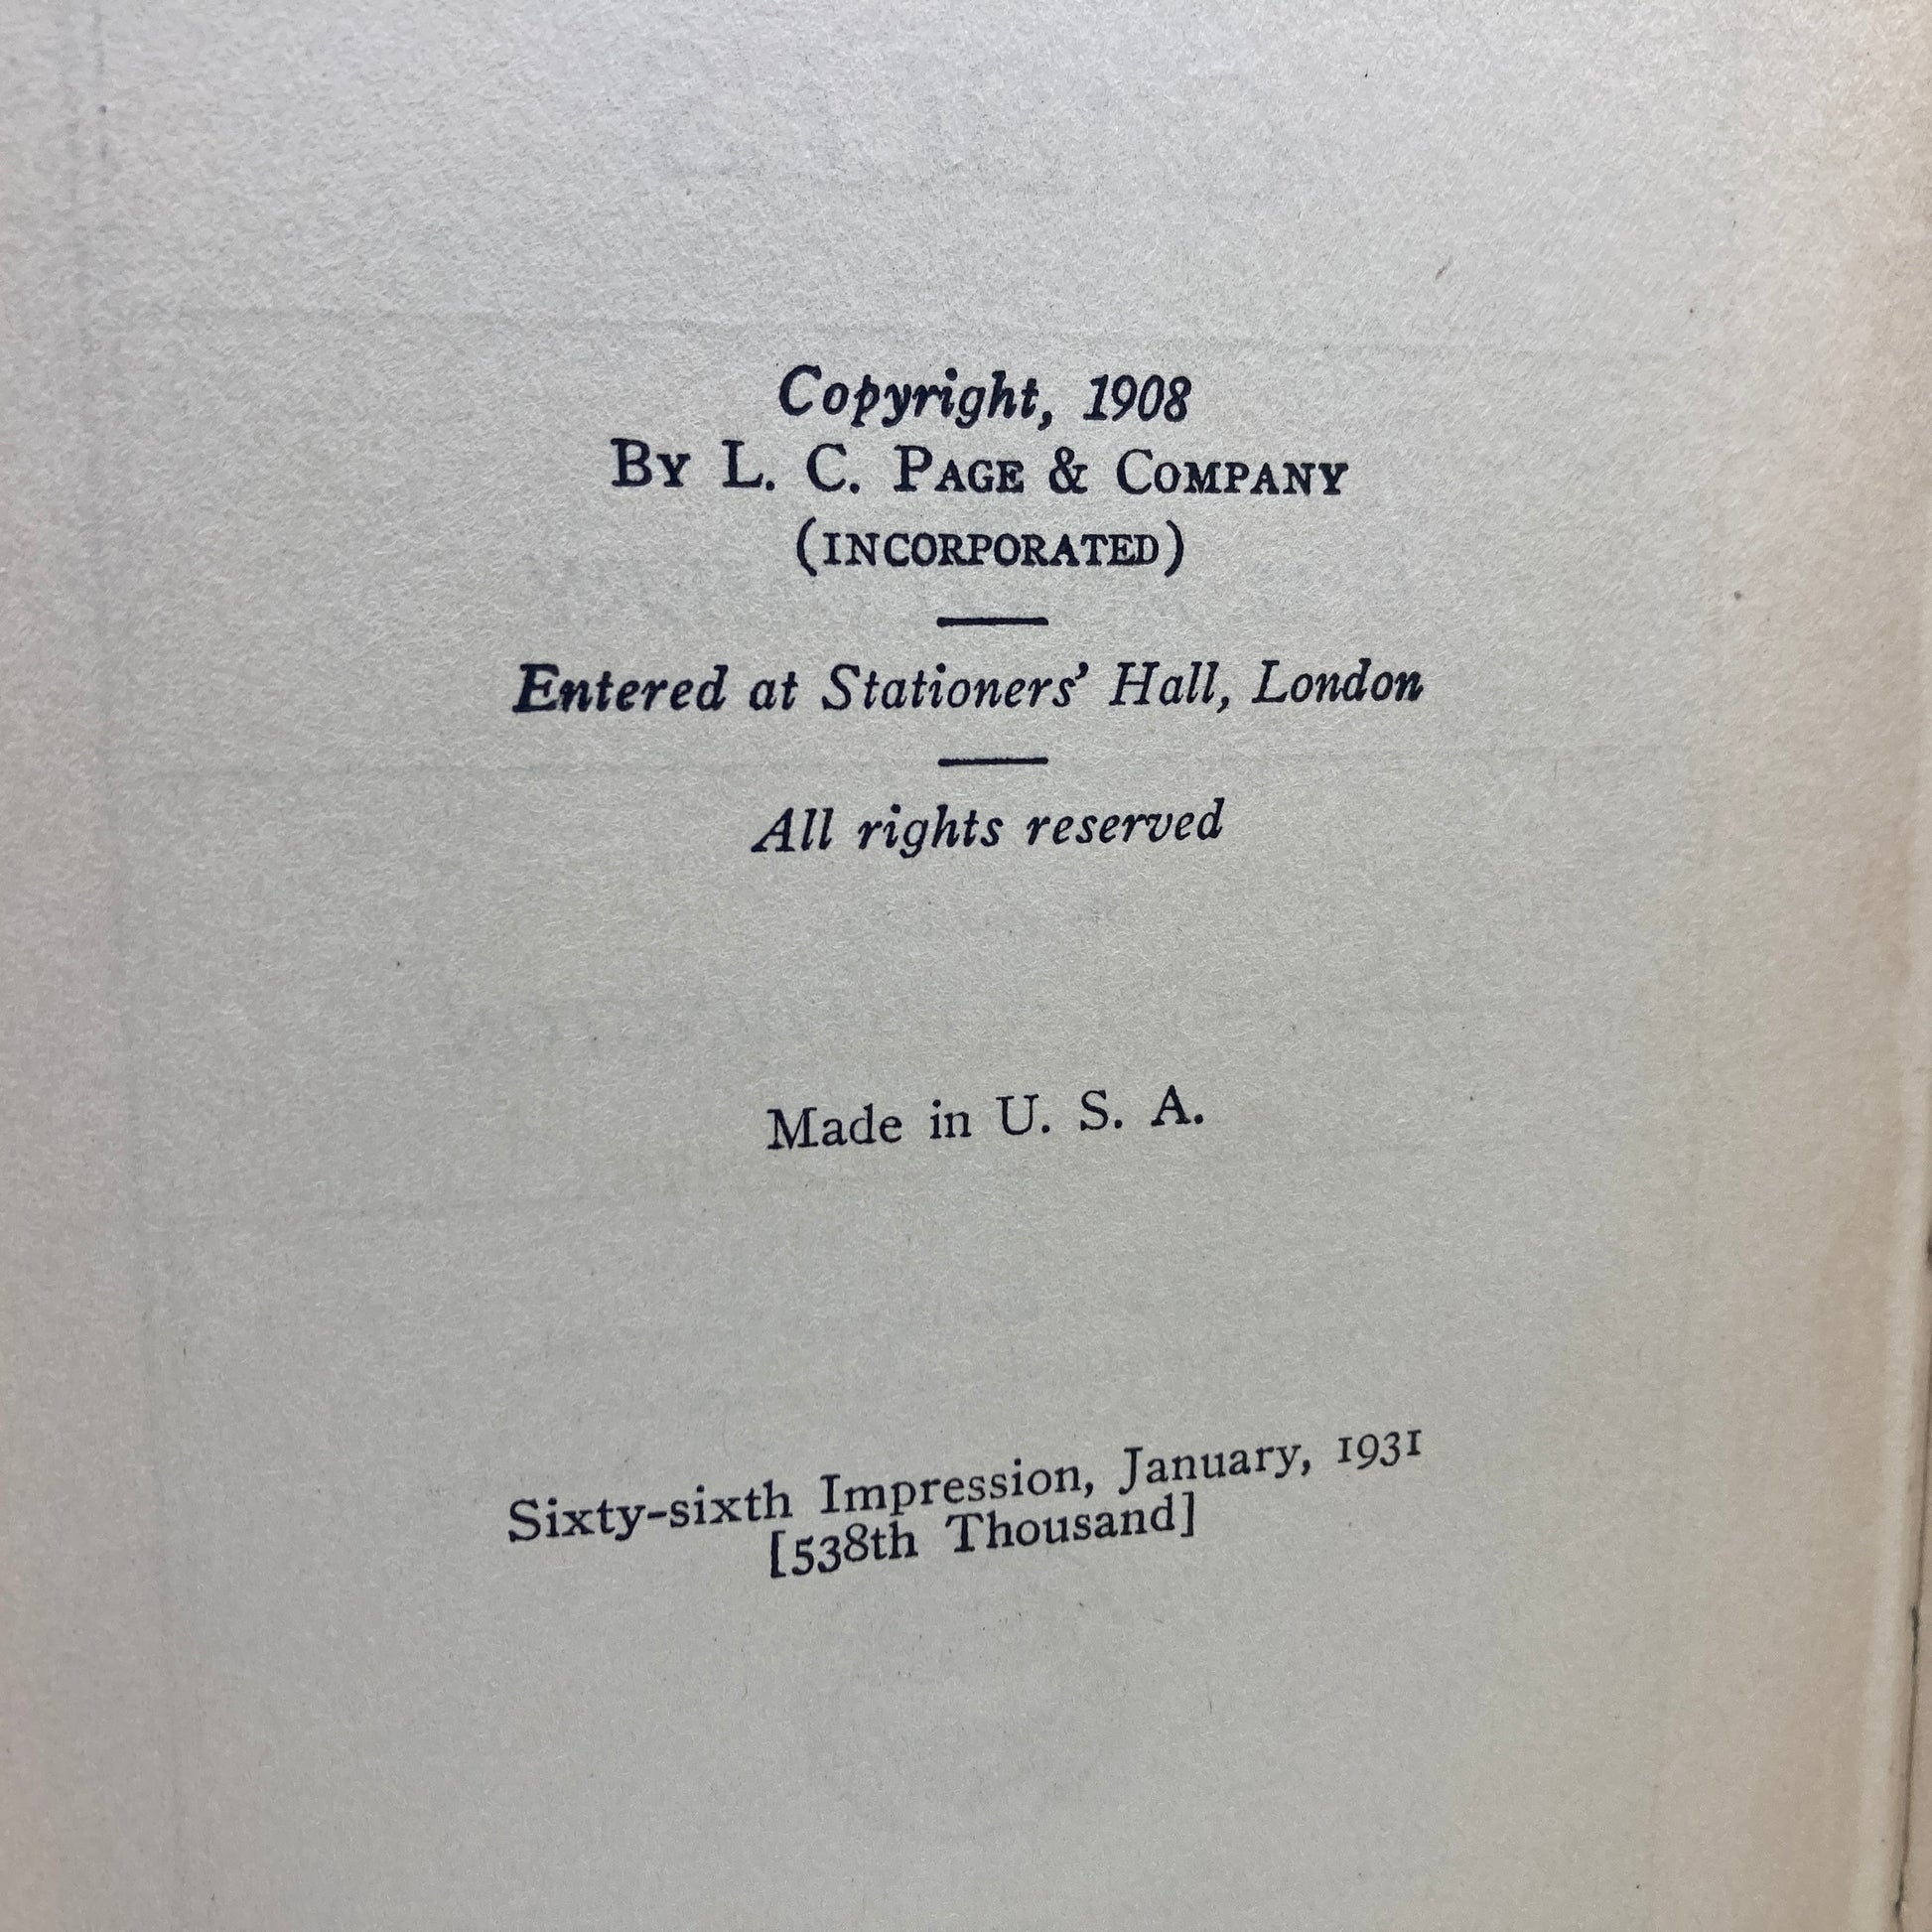 Copyright, 1908
By L. C. Page & Company
(INCORPORATED)
Entered at Stationers' Hall, London
All rights reserved
Made in U. S. A.
Sixty-sixth Impression, January, 1931
[538th Thousand]